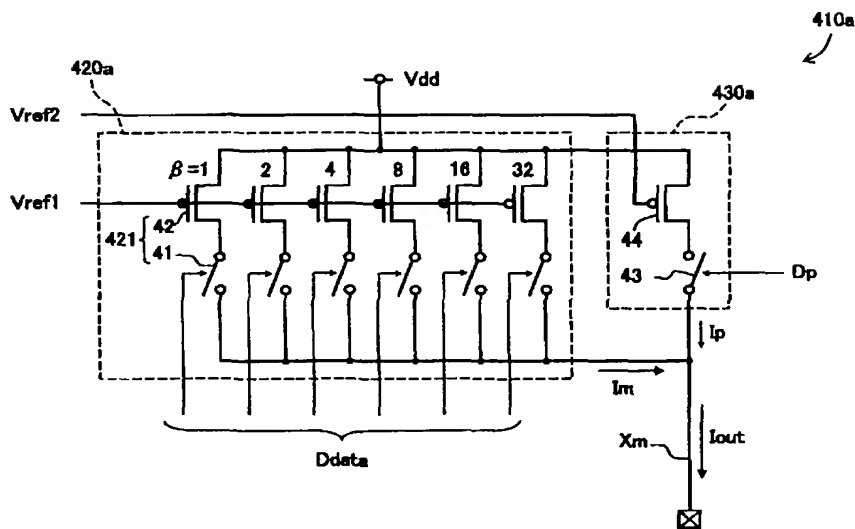 410a
420a
Vdd
430a
Vref2
β=1 2 4 8 16 32
Vref1
42
421
41
44
43
Dp
Ip
Im
Ddata
Xm
Iout